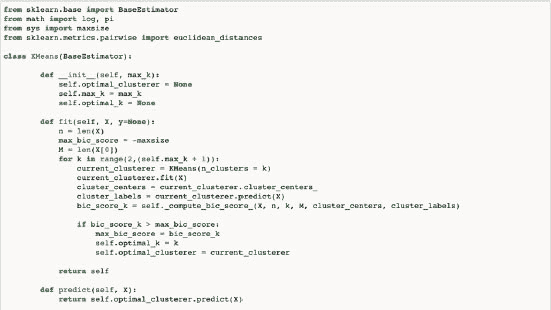 from sklearn.base import BaseEstimator
from math import log, pi
from sys import maxsize
from sklearn.metrics.pairwise import euclidean_distances
class XMeans(BaseEstimator):
def __init__(self, max_k):
self.optimal_clusterer = None
self.max_k = max_k
self.optimal_k = None
def fit(self, X, y=None):
n = len(X)
max_bic_score = -maxsize
M = len(X[0])
for k in range(2,(self.max_k + 1)):
current_clusterer = KMeans(n_clusters = k)
current_clusterer.fit(X)
cluster_centers = current_clusterer.cluster_centers_
cluster_labels = current_clusterer.predict(X)
bic_score_k = self._compute_bic_score_(X, n, k, M, cluster_centers, cluster_labels)
if bic_score_k > max_bic_score:
max_bic_score = bic_score_k
self.optimal_k = k
self.optimal_clusterer = current_clusterer
return self
def predict(self, X):
return self.optimal_clusterer.predict(X)